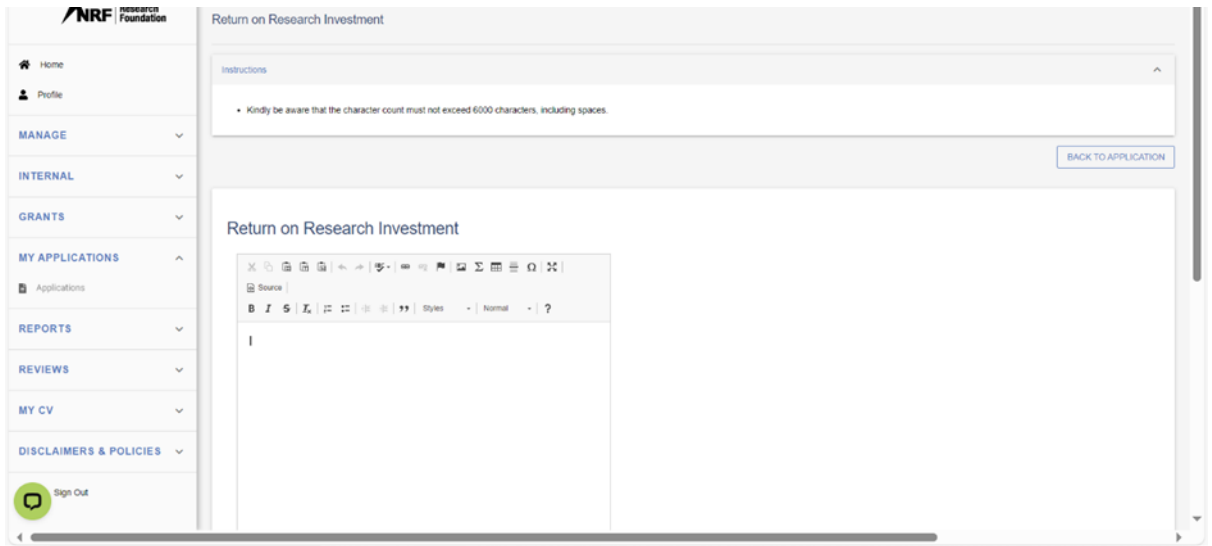 NRF Research
Foundation
Return on Research Investment
Home
Profile
MANAGE
INTERNAL
GRANTS
MY APPLICATIONS
Applications
REPORTS
REVIEWS
MY CV
DISCLAIMERS & POLICIES
Sign Out
Instructions
• Kindly be aware that the character count must not exceed 6000 characters, including spaces.
BACK TO APPLICATION
Return on Research Investment
Source
B I S Ix Styles Normal ?